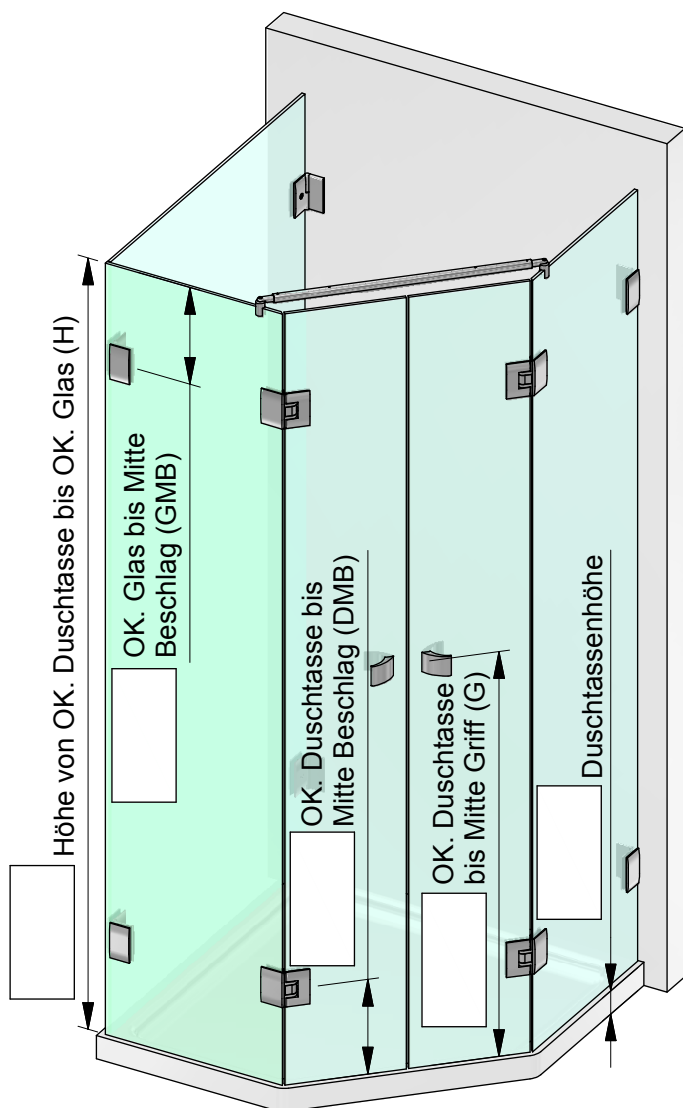 Höhe von OK. Duschtasse bis OK. Glas (H)
OK. Glas bis Mitte
Beschlag (GMB)
OK. Duschtasse bis
Mitte Beschlag (DMB)
OK. Duschtasse
bis Mitte Griff (G)
Duschtassenhöhe